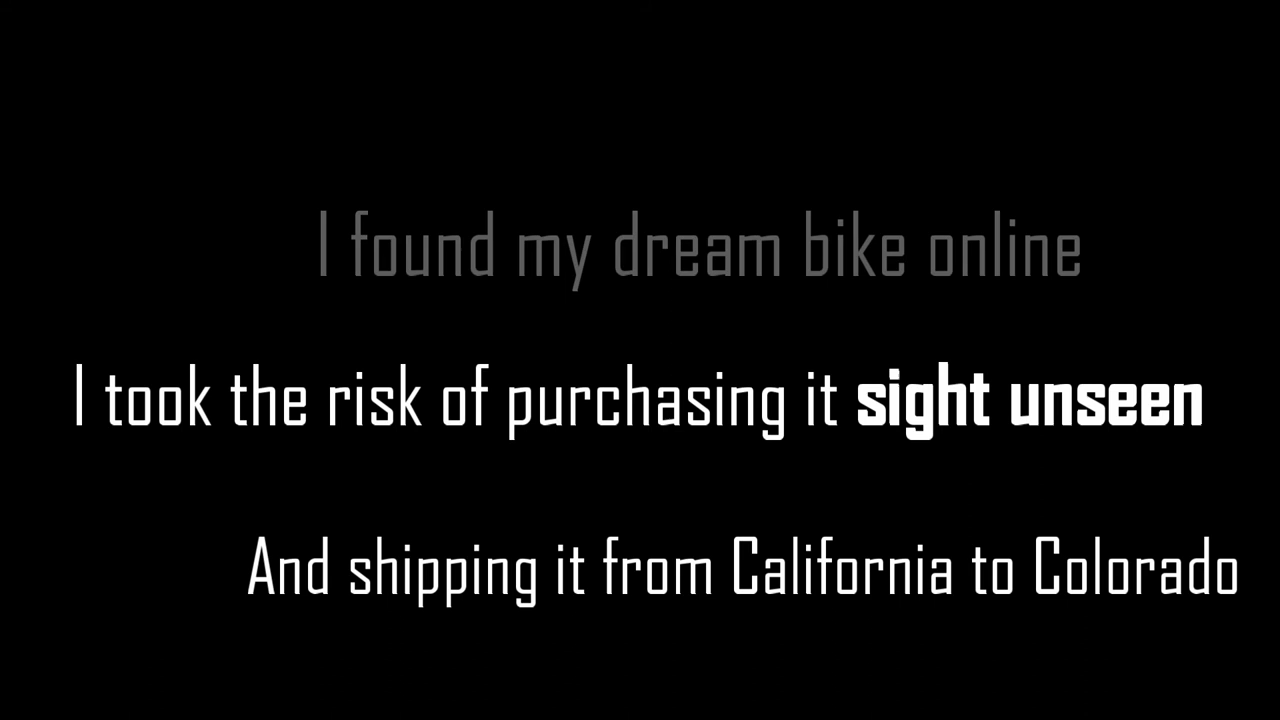 I found my dream bike online
I took the risk of purchasing it sight unseen
And shipping it from California to Colorado